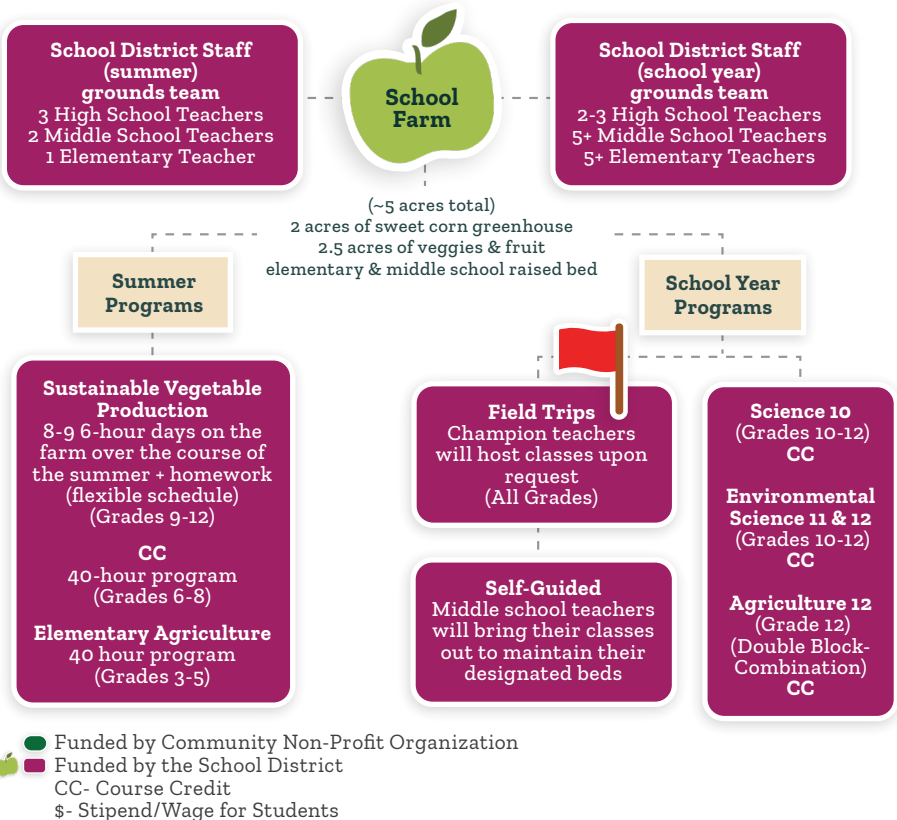 School District Staff
(summer)
grounds team
3 High School Teachers
2 Middle School Teachers
1 Elementary Teacher
School
Farm
School District Staff
(school year)
grounds team
2-3 High School Teachers
5+ Middle School Teachers
5+ Elementary Teachers
(~5 acres total)
2 acres of sweet corn greenhouse
2.5 acres of veggies & fruit
elementary & middle school raised bed
Summer
Programs
School Year
Programs
Sustainable Vegetable
Production
8-9 6-hour days on the
farm over the course of
the summer + homework
(flexible schedule)
(Grades 9-12)
CC
40-hour program
(Grades 6-8)
Elementary Agriculture
40 hour program
(Grades 3-5)
Field Trips
Champion teachers
will host classes upon
request
(All Grades)
Self-Guided
Middle school teachers
will bring their classes
out to maintain their
designated beds
Science 10
(Grades 10-12)
CC
Environmental
Science 11 & 12
(Grades 10-12)
CC
Agriculture 12
(Grade 12)
(Double Block-
Combination)
CC
Funded by Community Non-Profit Organization
Funded by the School District
CC- Course Credit
$- Stipend/Wage for Students